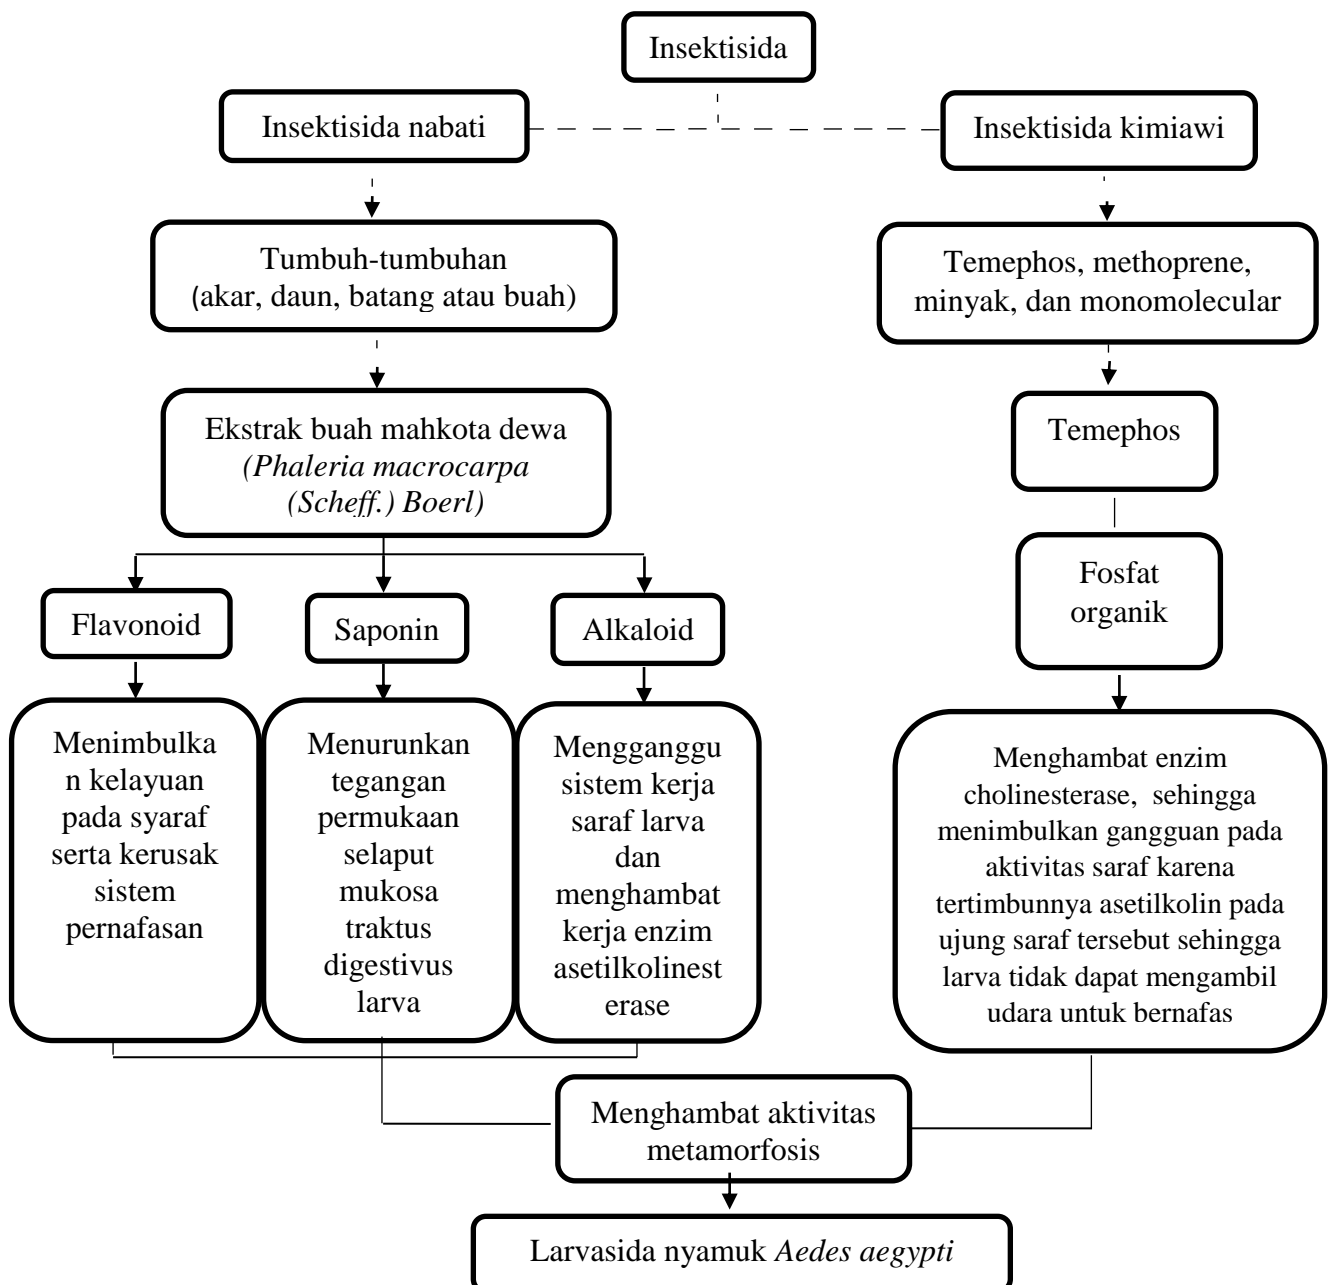 Insektisida
Insektisida nabati
Insektisida kimiawi
Tumbuh-tumbuhan
(akar, daun, batang atau buah)
Temephos, methoprene,
minyak, dan monomolecular
Ekstrak buah mahkota dewa
(Phaleria macrocarpa
(Scheff.) Boerl)
Temephos
Fosfat
organik
Flavonoid
Saponin
Alkaloid
Menimbulka
n kelayuan
pada syaraf
serta kerusak
sistem
pernafasan
Menurunkan
tegangan
permukaan
selaput
mukosa
traktus
digestivus
larva
Mengganggu
sistem kerja
saraf larva
dan
menghambat
kerja enzim
asetilkolinest
erase
Menghambat enzim
cholinesterase, sehingga
menimbulkan gangguan pada
aktivitas saraf karena
tertimbunnya asetilkolin pada
ujung saraf tersebut sehingga
larva tidak dapat mengambil
udara untuk bernafas
Menghambat aktivitas
metamorfosis
Larvasida nyamuk Aedes aegypti